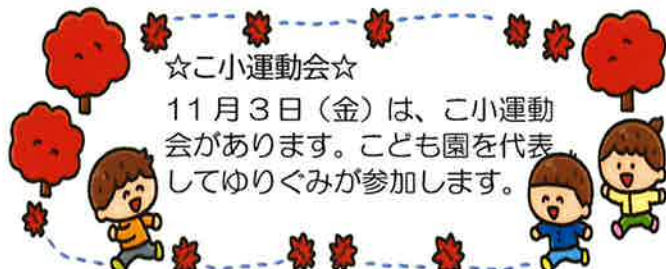 ☆こ小運動会☆
１１月３日（金）は、こ小運動
会があります。こども園を代表
してゆりぐみが参加します。